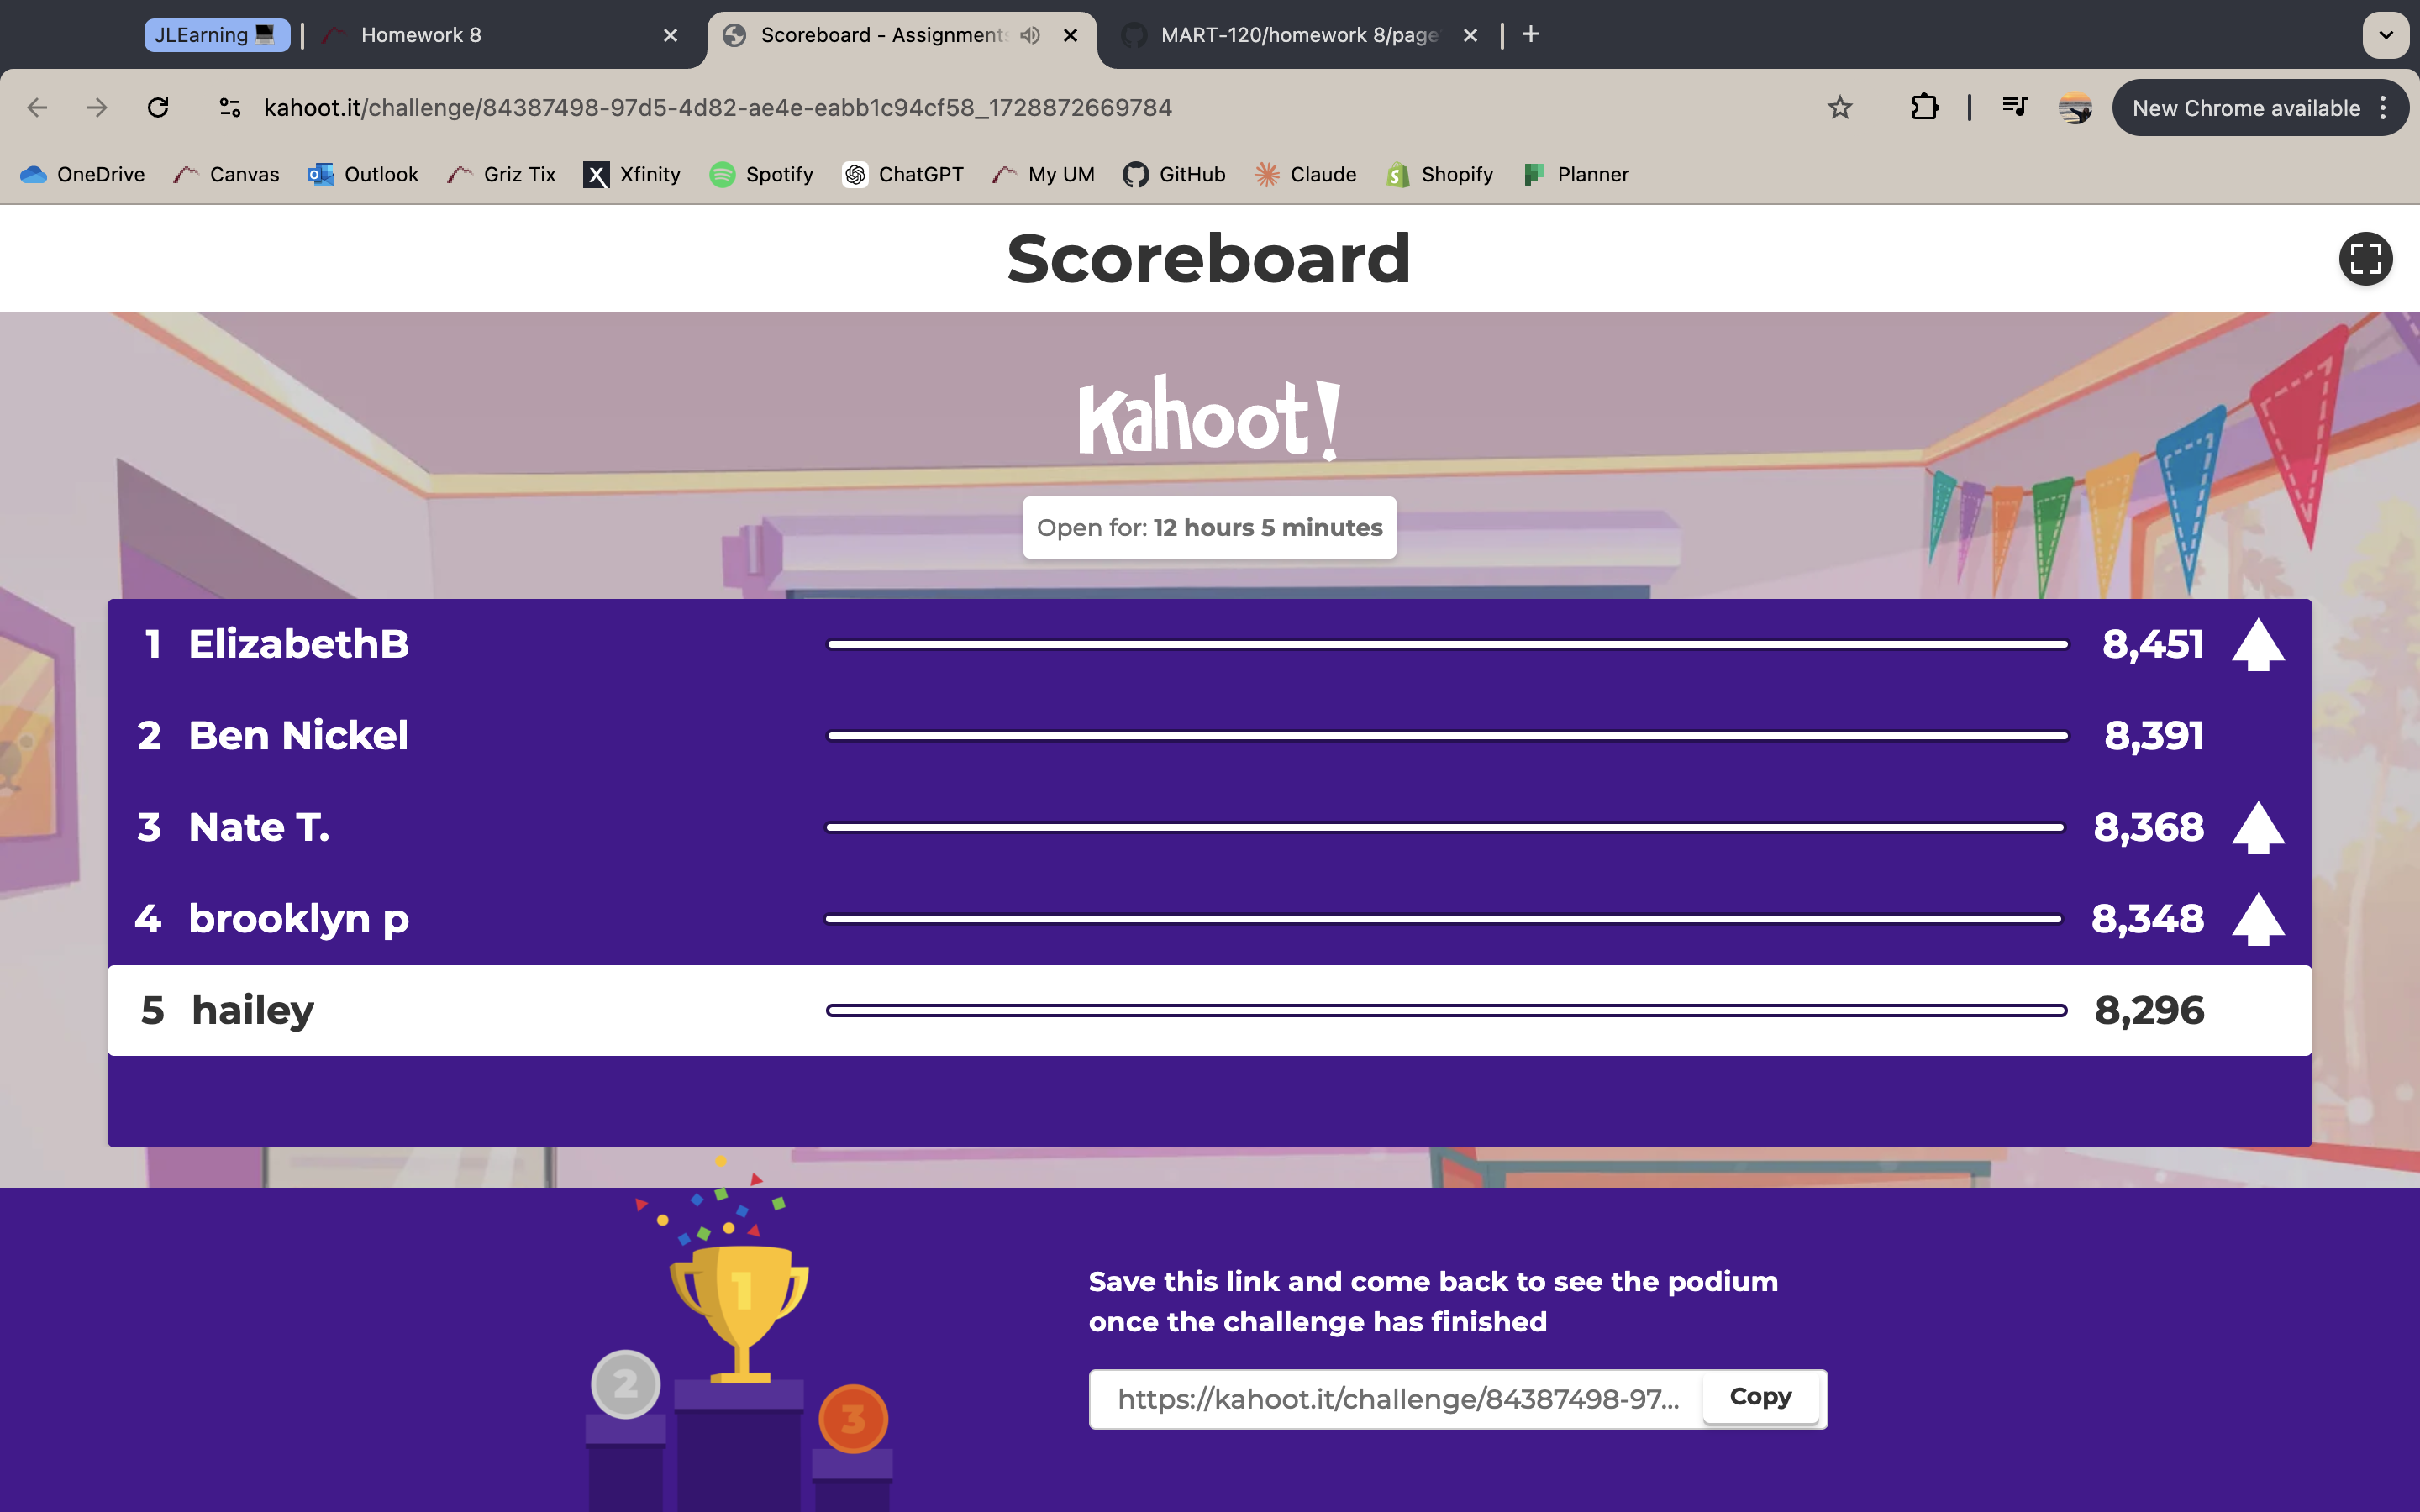 JLEarning 💻 Homework 8 Scoreboard - Assignments MART-120/homework 8/page
kahoot.it/challenge/84387498-97d5-4d82-ae4e-eabb1c94cf58_1728872669784 New Chrome available
OneDrive Canvas Outlook Griz Tix Xfinity Spotify ChatGPT My UM GitHub Claude Shopify Planner
Scoreboard
Kahoot!
Open for: 12 hours 5 minutes
1 ElizabethB 8,451
2 Ben Nickel 8,391
3 Nate T. 8,368
4 brooklyn p 8,348
5 hailey 8,296
1
2
3
Save this link and come back to see the podium
once the challenge has finished
https://kahoot.it/challenge/84387498-97... Copy